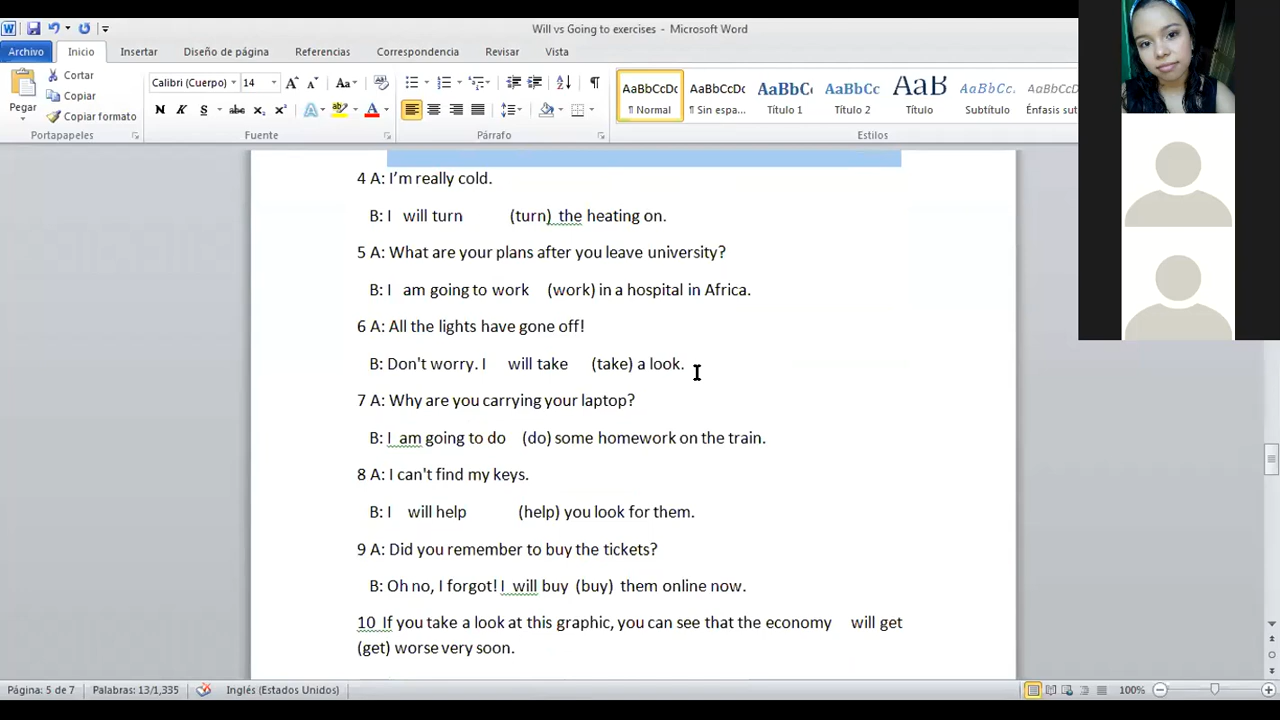 Will vs Going to exercises - Microsoft Word
Archivo Inicio Insertar Diseño de página Referencias Correspondencia Revisar Vista
Cortar
Copiar
Copiar formato
Pegar
Portapapeles
Calibri (Cuerpo) 14 Aa
N K S abc x₂ x² A A
Fuente
Párrafo
AaBbCcDc AaBbCcDc AaBbC AaBbCc AaB AaBbCc. AaBbCcDc
¶ Normal ¶ Sin espa... Título 1 Título 2 Título Subtítulo Énfasis sut...
Estilos
4 A: I’m really cold.
B: I will turn (turn) the heating on.
5 A: What are your plans after you leave university?
B: I am going to work (work) in a hospital in Africa.
6 A: All the lights have gone off!
B: Don't worry. I will take (take) a look.
7 A: Why are you carrying your laptop?
B: I am going to do (do) some homework on the train.
8 A: I can't find my keys.
B: I will help (help) you look for them.
9 A: Did you remember to buy the tickets?
B: Oh no, I forgot! I will buy (buy) them online now.
10 If you take a look at this graphic, you can see that the economy will get
(get) worse very soon.
Página: 5 de 7 Palabras: 13/1,335 Inglés (Estados Unidos) 100%